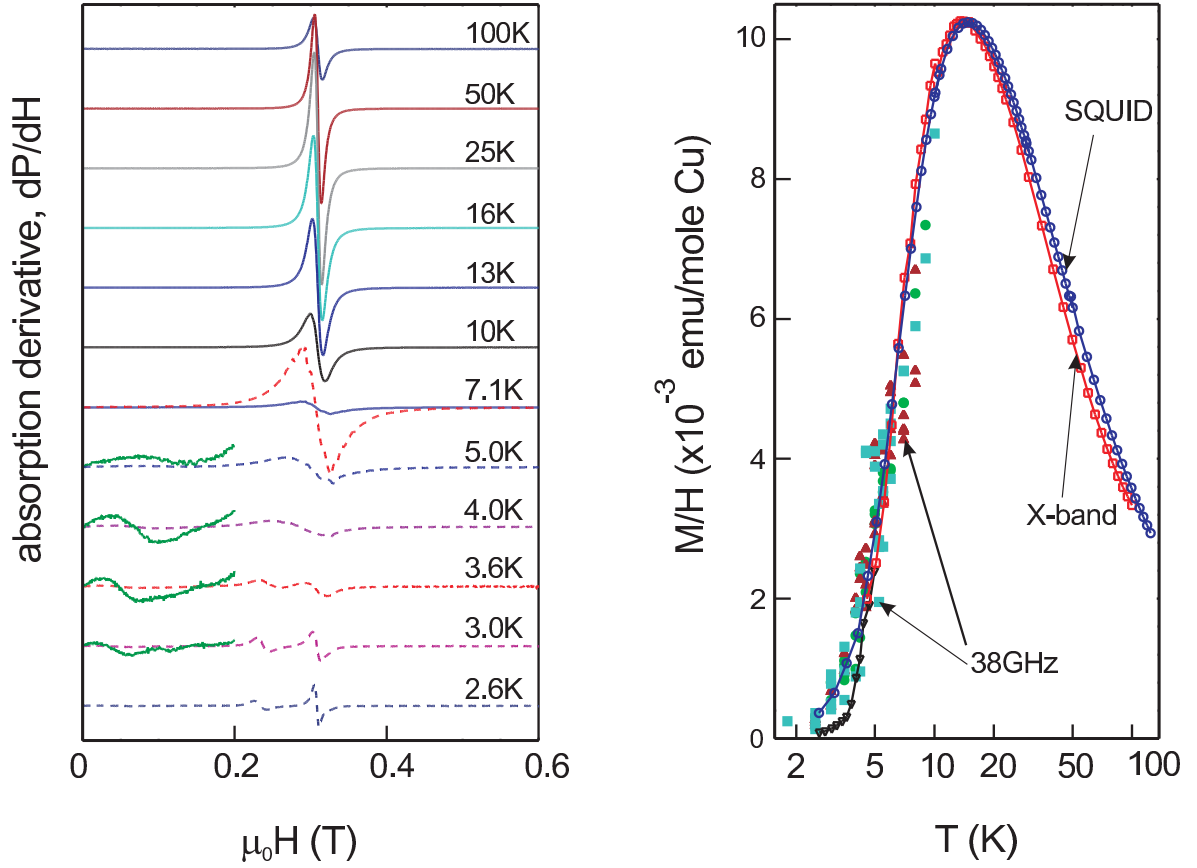 absorption derivative, dP/dH
100K
50K
25K
16K
13K
10K
7.1K
5.0K
4.0K
3.6K
3.0K
2.6K
0
0.2
0.4
0.6
μ₀H (T)
M/H (x10⁻³ emu/mole Cu)
10
8
6
4
2
0
SQUID
X-band
38GHz
2
5
10
20
50
100
T (K)